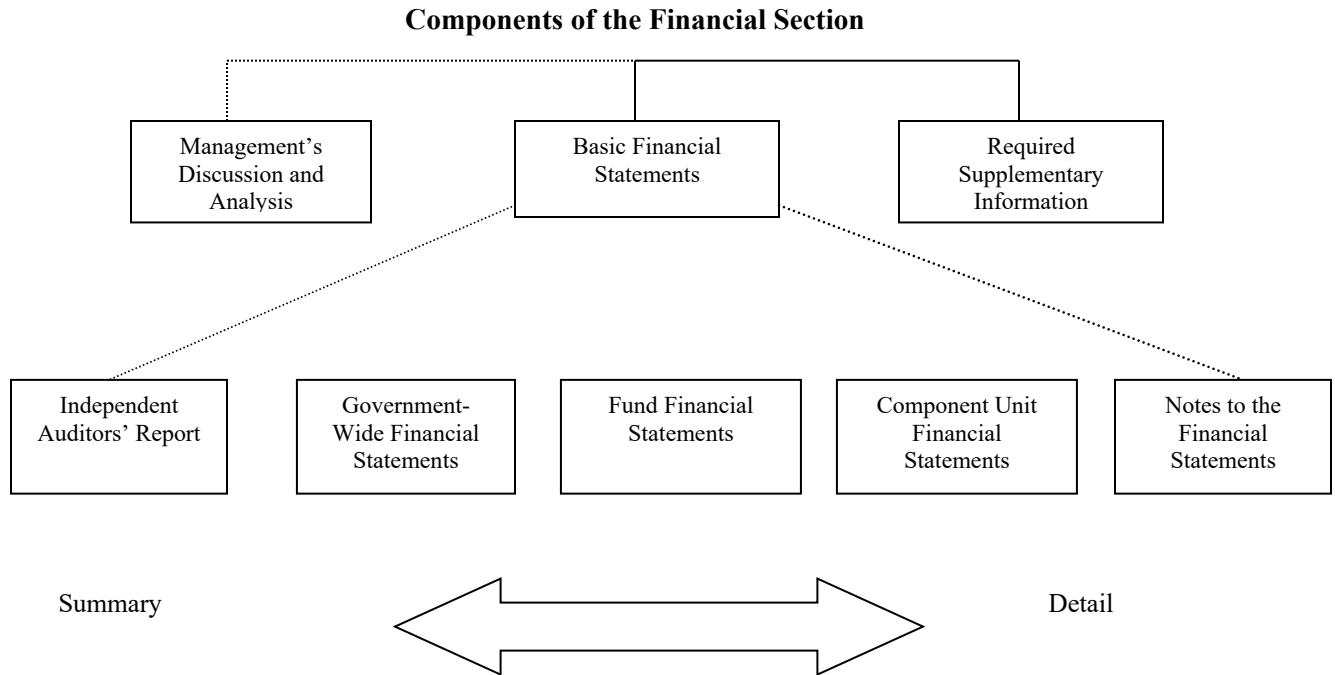 Components of the Financial Section
Management’s
Discussion and
Analysis
Basic Financial
Statements
Required
Supplementary
Information
Independent
Auditors’ Report
Government-
Wide Financial
Statements
Fund Financial
Statements
Component Unit
Financial
Statements
Notes to the
Financial
Statements
Summary
Detail